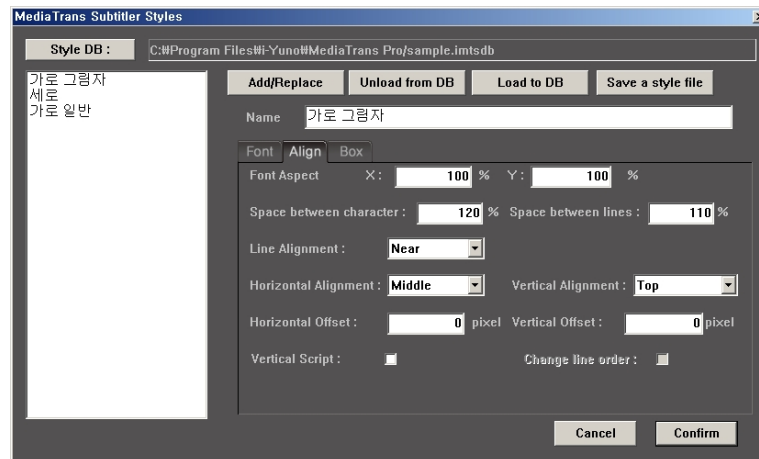 MediaTrans Subtitler Styles
Style DB : C:₩Program Files₩i-Yuno₩MediaTrans Pro/sample.imtsdb
가로 그림자
세로
가로 일반
Add/Replace Unload from DB Load to DB Save a style file
Name 가로 그림자
Font Align Box
Font Aspect X : 100 % Y : 100 %
Space between character : 120 % Space between lines : 110 %
Line Alignment : Near
Horizontal Alignment : Middle Vertical Alignment : Top
Horizontal Offset : 0 pixel Vertical Offset : 0 pixel
Vertical Script : Change line order :
Cancel Confirm